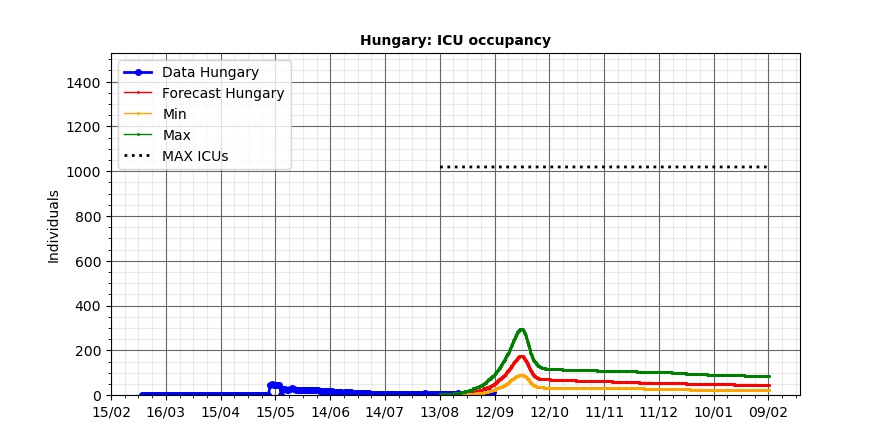 Hungary: ICU occupancy
Data Hungary
Forecast Hungary
Min
Max
MAX ICUs
Individuals
1400
1200
1000
800
600
400
200
0
15/02 16/03 15/04 15/05 14/06 14/07 13/08 12/09 12/10 11/11 11/12 10/01 09/02